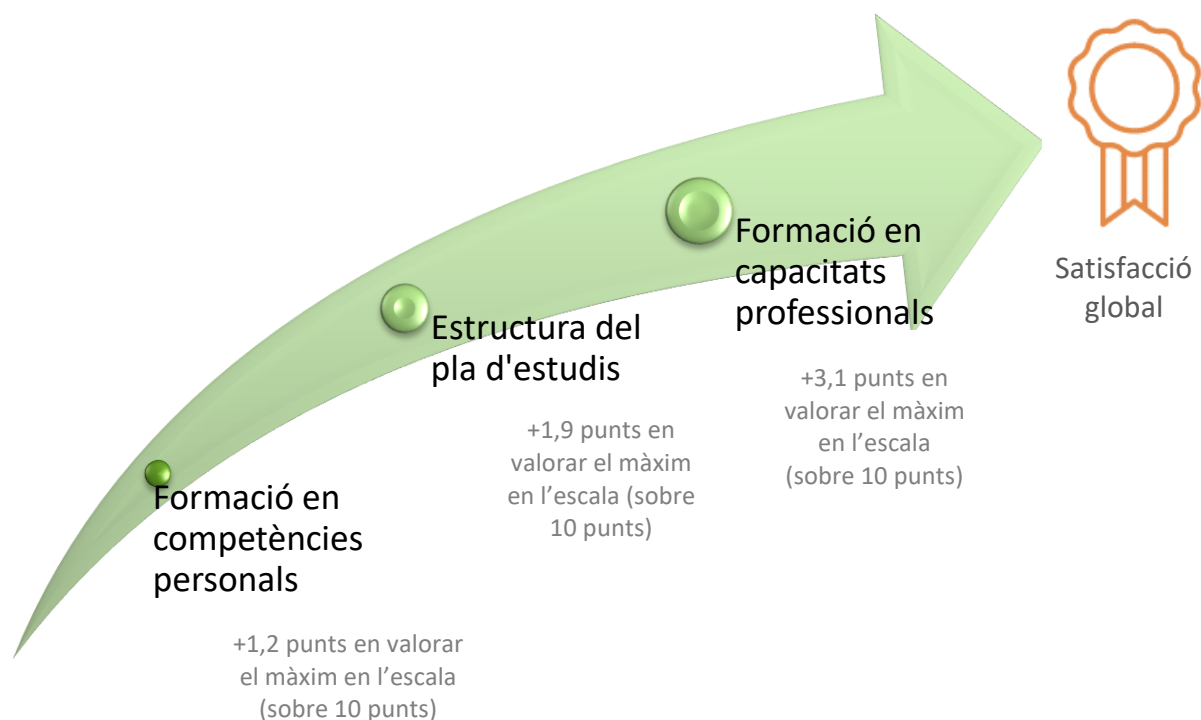 Formació en
competències
personals
+1,2 punts en valorar
el màxim en l’escala
(sobre 10 punts)
Estructura del
pla d'estudis
+1,9 punts en
valorar el màxim
en l’escala (sobre
10 punts)
Formació en
capacitats
professionals
+3,1 punts en
valorar el màxim
en l’escala
(sobre 10 punts)
Satisfacció
global